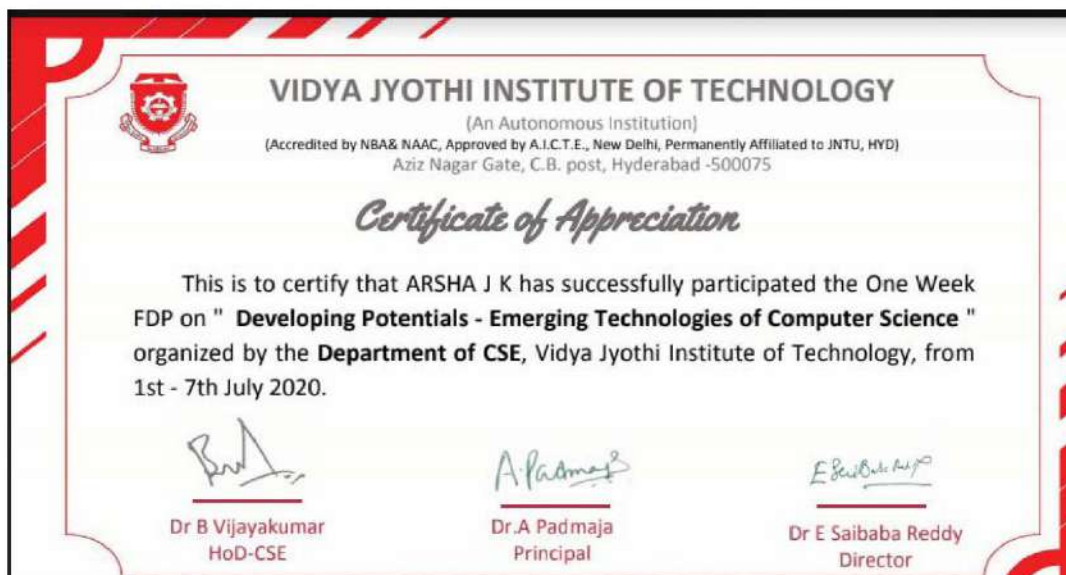 VIDYA JYOTHI INSTITUTE OF TECHNOLOGY
(An Autonomous Institution)
(Accredited by NBA& NAAC, Approved by A.I.C.T.E., New Delhi, Permanently Affiliated to JNTU, HYD)
Aziz Nagar Gate, C.B. post, Hyderabad -500075
Certificate of Appreciation
This is to certify that ARSHA J K has successfully participated the One Week
FDP on " Developing Potentials - Emerging Technologies of Computer Science "
organized by the Department of CSE, Vidya Jyothi Institute of Technology, from
1st - 7th July 2020.
A.Padmaja
Dr B Vijayakumar
HoD-CSE
Dr.A Padmaja
Principal
Dr E Saibaba Reddy
Director